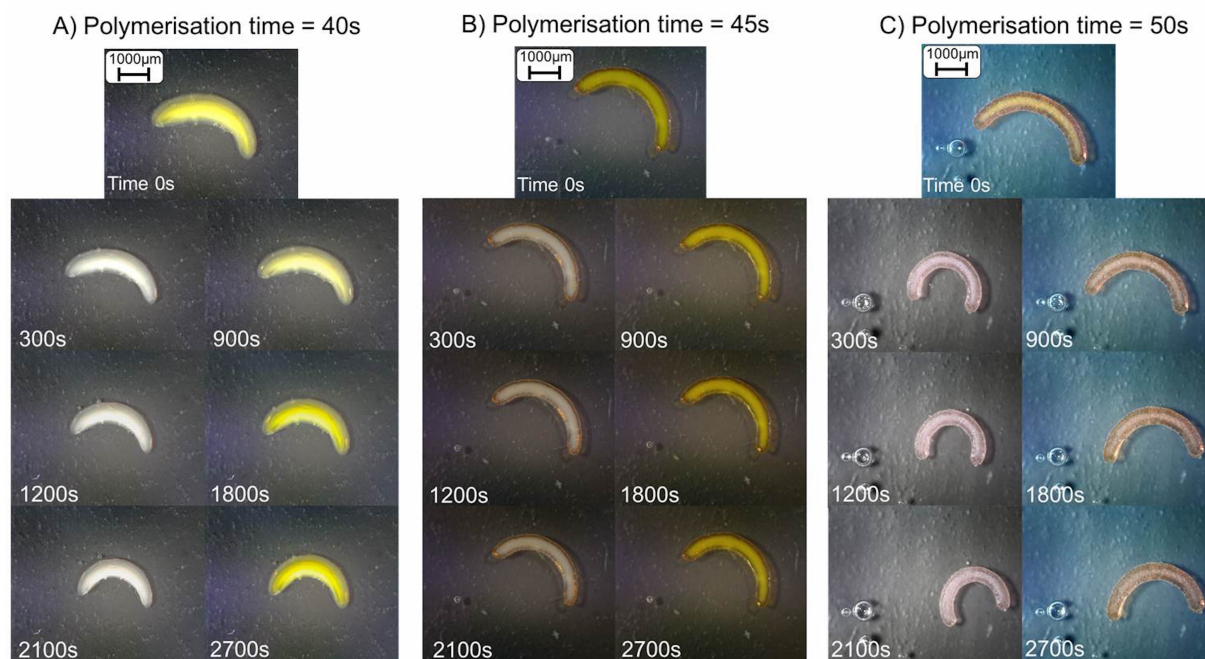 A) Polymerisation time = 40s
1000µm
Time 0s
300s
900s
1200s
1800s
2100s
2700s
B) Polymerisation time = 45s
1000µm
Time 0s
300s
900s
1200s
1800s
2100s
2700s
C) Polymerisation time = 50s
1000µm
Time 0s
300s
900s
1200s
1800s
2100s
2700s